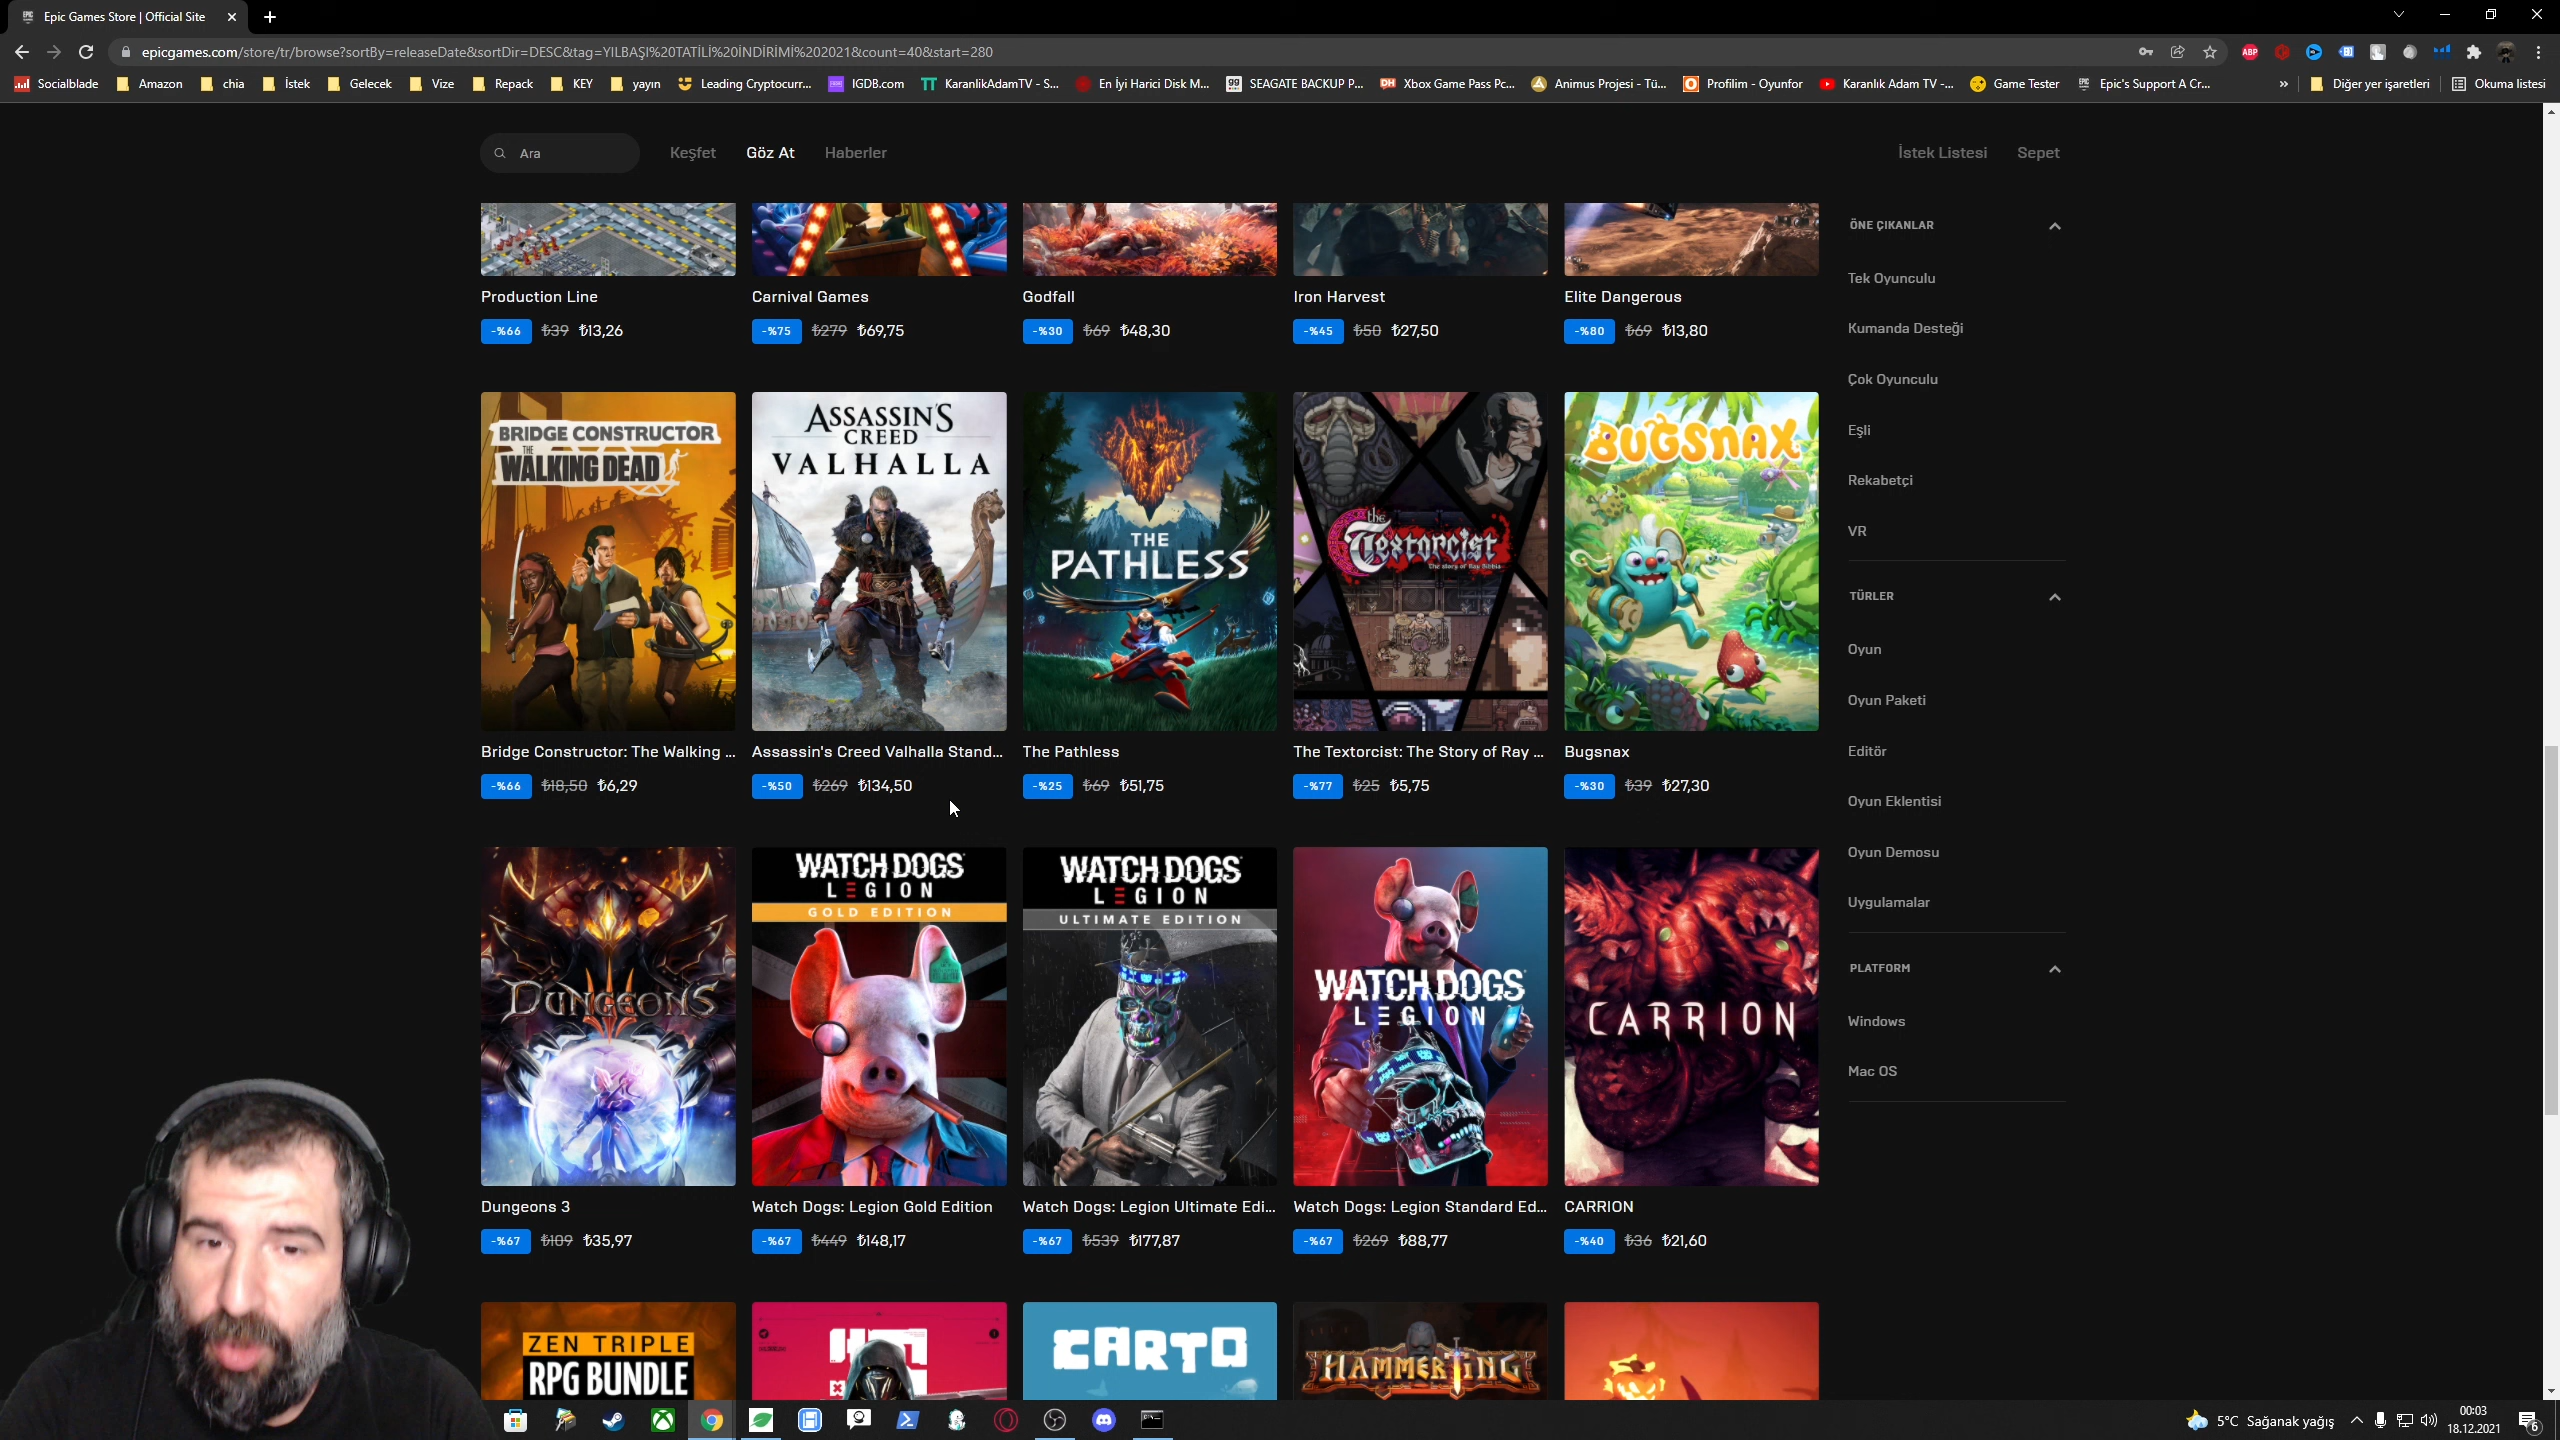 Epic Games Store | Official Site
epicgames.com/store/tr/browse?sortBy=releaseDate&sortDir=DESC&tag=YILBAŞI%20TATİLİ%20İNDİRİMİ%202021&count=40&start=280
Socialblade
Amazon
chia
İstek
Gelecek
Vize
Repack
KEY
yayın
Leading Cryptocurr...
IGDB.com
KaranlikAdamTV - S...
En İyi Harici Disk M...
SEAGATE BACKUP P...
Xbox Game Pass Pc...
Animus Projesi - Tü...
Profilim - Oyunfor
Karanlık Adam TV -...
Game Tester
Epic's Support A Cr...
»
Diğer yer işaretleri
Okuma listesi
Ara
Keşfet
Göz At
Haberler
İstek Listesi
Sepet
Production Line
-%66 ₺39 ₺13,26
Carnival Games
-%75 ₺279 ₺69,75
Godfall
-%30 ₺69 ₺48,30
Iron Harvest
-%45 ₺50 ₺27,50
Elite Dangerous
-%80 ₺69 ₺13,80
BRIDGE CONSTRUCTOR
THE
WALKING DEAD
Bridge Constructor: The Walking ...
-%66 ₺18,50 ₺6,29
ASSASSIN'S
CREED
VALHALLA
Assassin's Creed Valhalla Stand...
-%50 ₺269 ₺134,50
THE
PATHLESS
The Pathless
-%25 ₺69 ₺51,75
the
Textorcist
The story of Ray Bibbia
The Textorcist: The Story of Ray ...
-%77 ₺25 ₺5,75
BUGSNAX
Bugsnax
-%30 ₺39 ₺27,30
DUNGEONS
Dungeons 3
-%67 ₺109 ₺35,97
WATCH DOGS
LEGION
GOLD EDITION
Watch Dogs: Legion Gold Edition
-%67 ₺449 ₺148,17
WATCH DOGS
LEGION
ULTIMATE EDITION
Watch Dogs: Legion Ultimate Edi...
-%67 ₺539 ₺177,87
WATCH DOGS
LEGION
Watch Dogs: Legion Standard Ed...
-%67 ₺269 ₺88,77
CARRION
CARRION
-%40 ₺36 ₺21,60
ZEN TRIPLE
RPG BUNDLE
CARTO
HAMMERTING
ÖNE ÇIKANLAR
Tek Oyunculu
Kumanda Desteği
Çok Oyunculu
Eşli
Rekabetçi
VR
TÜRLER
Oyun
Oyun Paketi
Editör
Oyun Eklentisi
Oyun Demosu
Uygulamalar
PLATFORM
Windows
Mac OS
5°C Sağanak yağış
00:03
18.12.2021
6